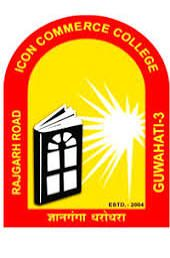 RAJGARH ROAD
ICON COMMERCE COLLEGE
GUWAHATI-3
ESTD. - 2004
ज्ञानगंगा धरोधरा